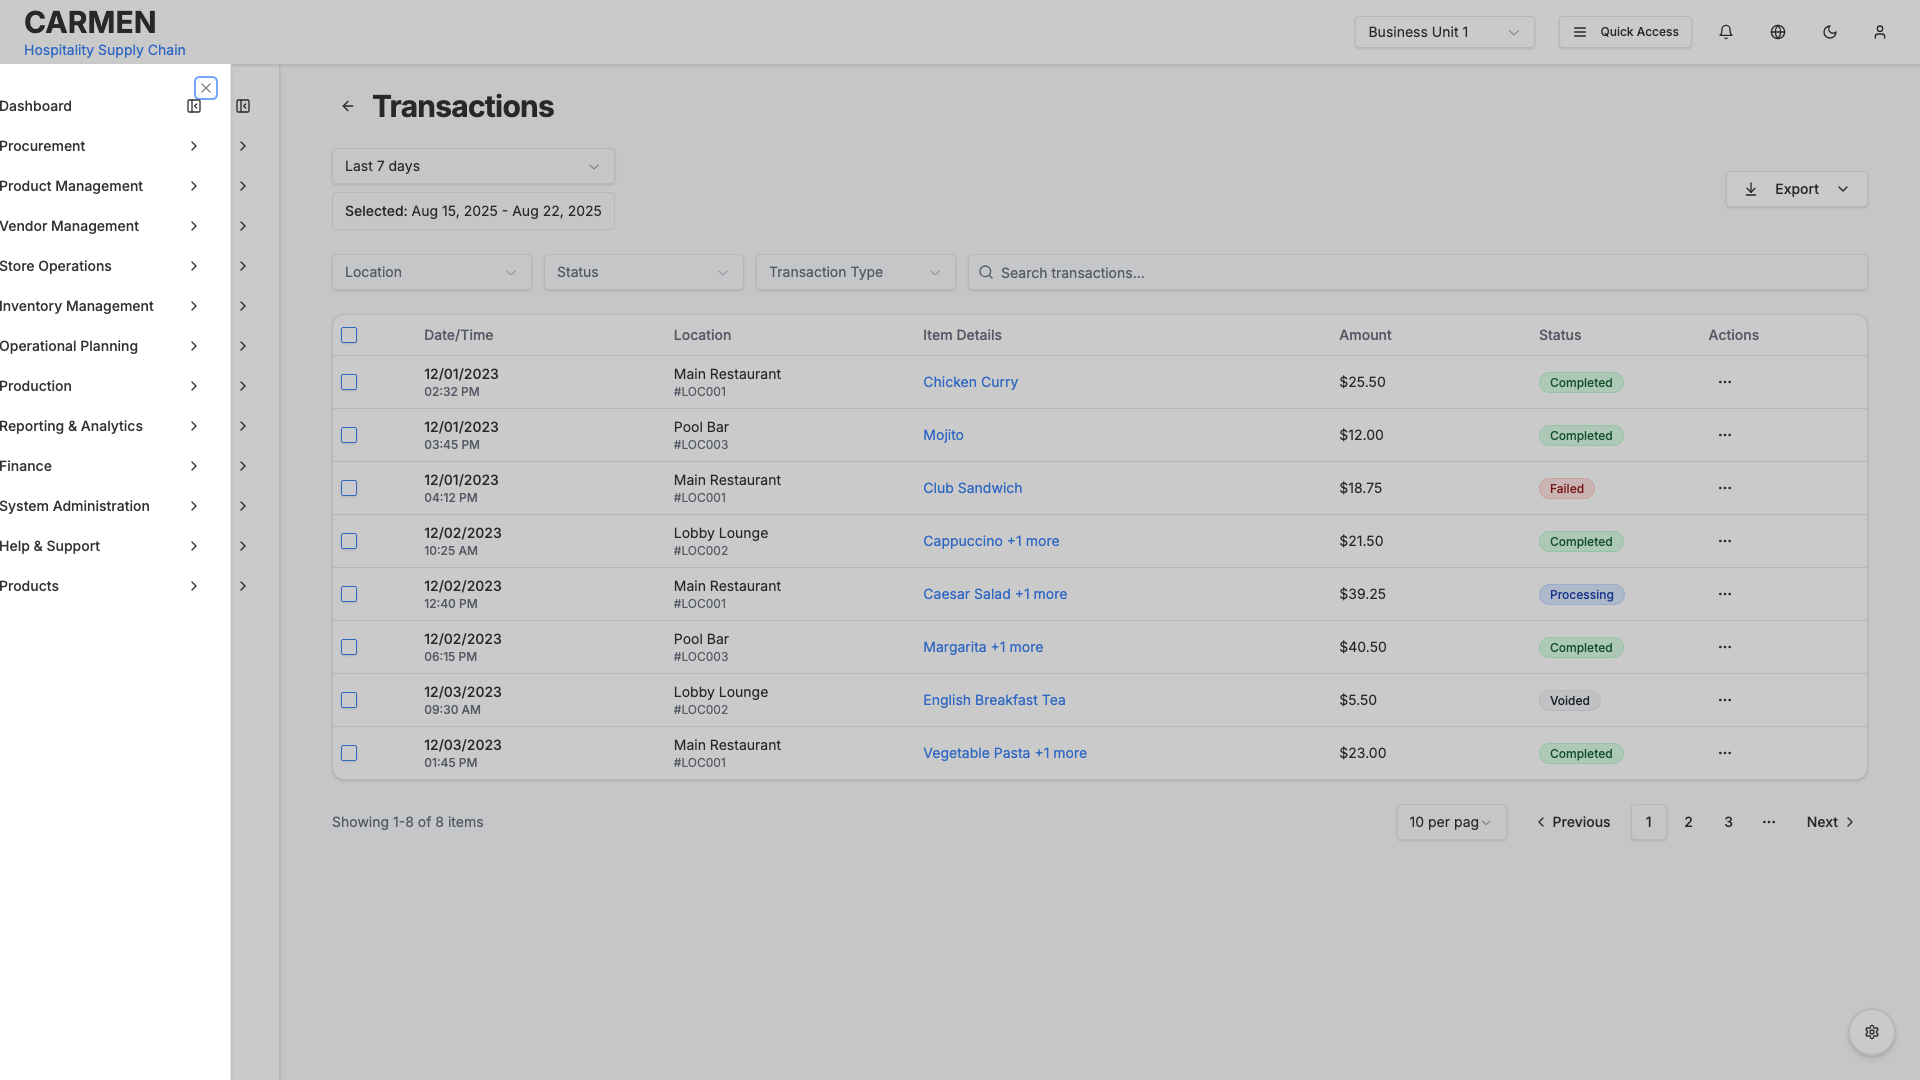 CARMEN
Hospitality Supply Chain
Business Unit 1
Quick Access
Dashboard
Procurement
Product Management
Vendor Management
Store Operations
Inventory Management
Operational Planning
Production
Reporting & Analytics
Finance
System Administration
Help & Support
Products
Transactions
Last 7 days
Selected: Aug 15, 2025 - Aug 22, 2025
Export
Location Status Transaction Type Search transactions...
Date/Time Location Item Details Amount Status Actions
12/01/2023 Main Restaurant Chicken Curry $25.50 Completed
02:32 PM #LOC001
12/01/2023 Pool Bar Mojito $12.00 Completed
03:45 PM #LOC003
12/01/2023 Main Restaurant Club Sandwich $18.75 Failed
04:12 PM #LOC001
12/02/2023 Lobby Lounge Cappuccino +1 more $21.50 Completed
10:25 AM #LOC002
12/02/2023 Main Restaurant Caesar Salad +1 more $39.25 Processing
12:40 PM #LOC001
12/02/2023 Pool Bar Margarita +1 more $40.50 Completed
06:15 PM #LOC003
12/03/2023 Lobby Lounge English Breakfast Tea $5.50 Voided
09:30 AM #LOC002
12/03/2023 Main Restaurant Vegetable Pasta +1 more $23.00 Completed
01:45 PM #LOC001
Showing 1-8 of 8 items
10 per pag
Previous 1 2 3 ... Next